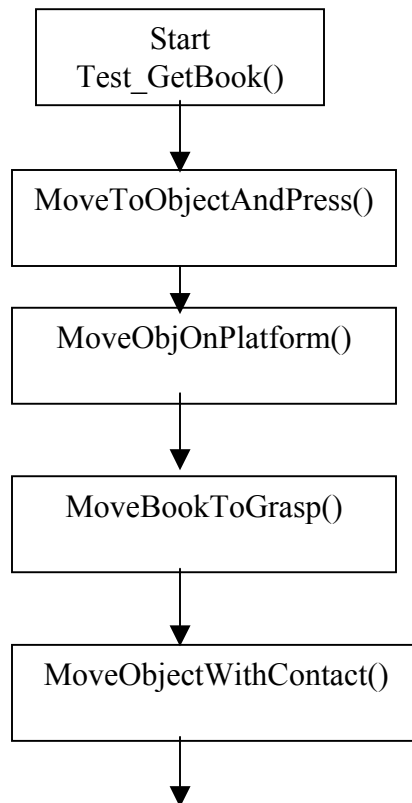 Start
Test_GetBook()
MoveToObjectAndPress()
MoveObjOnPlatform()
MoveBookToGrasp()
MoveObjectWithContact()